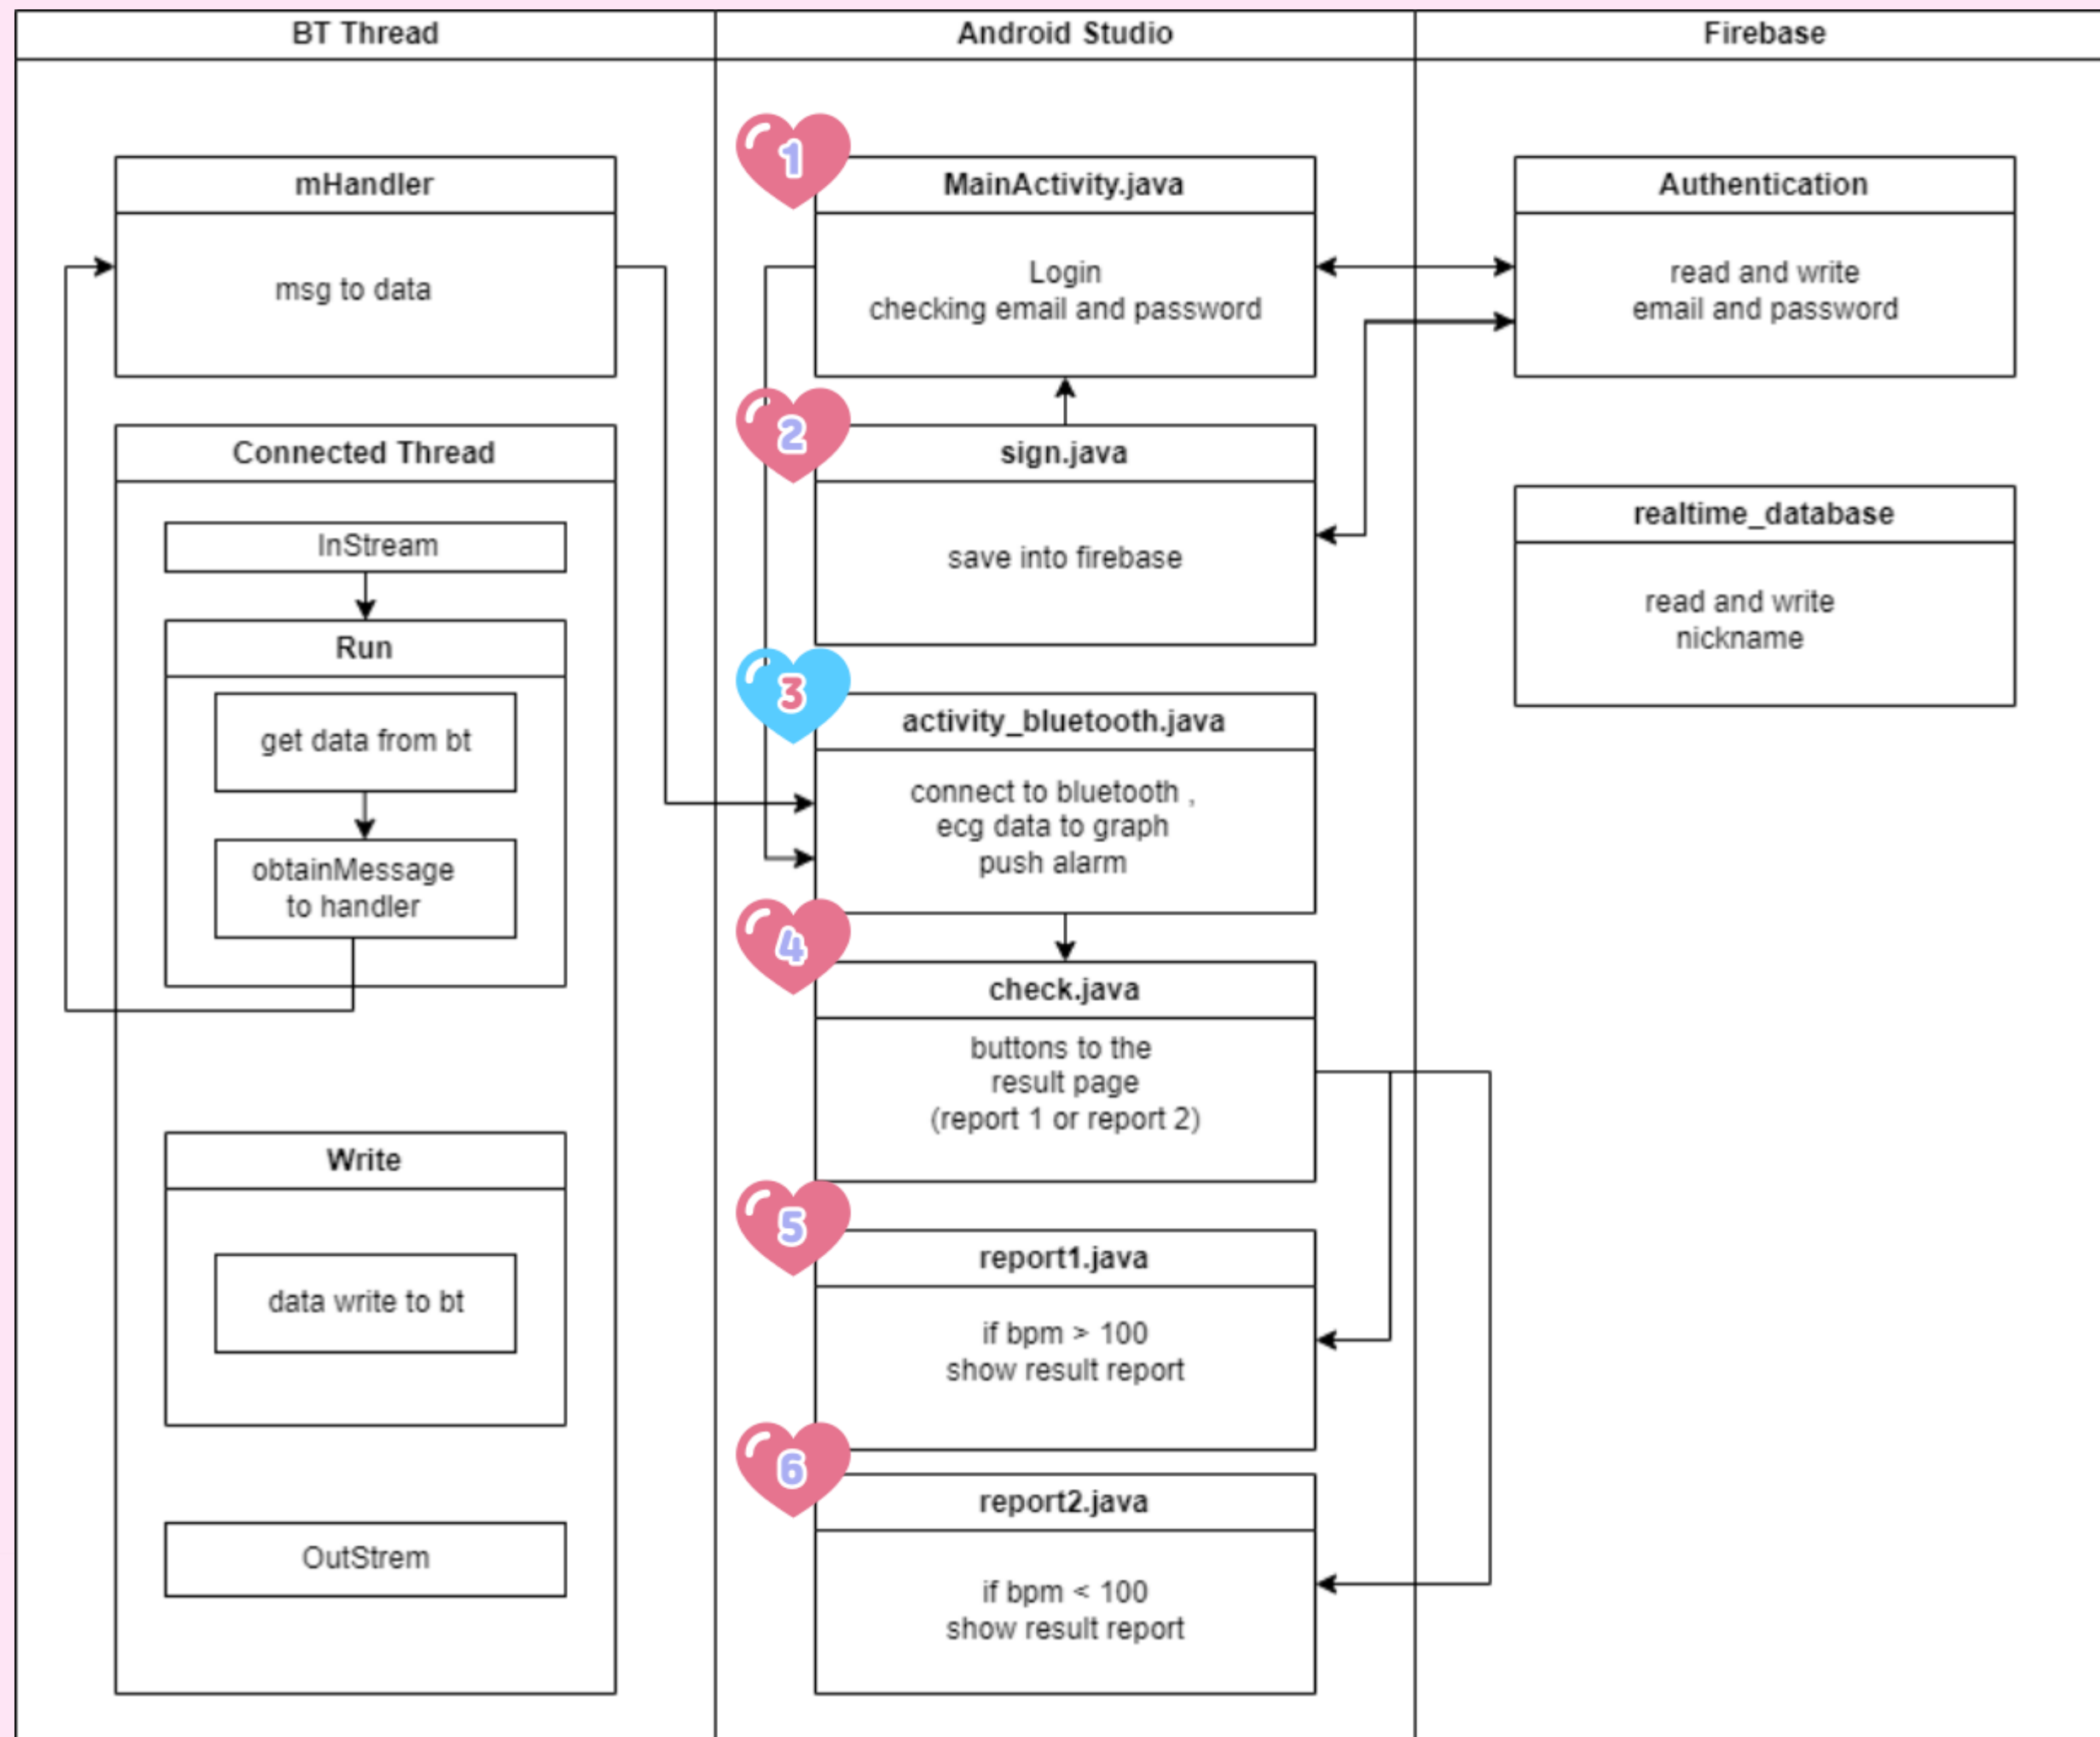 BT Thread
Android Studio
Firebase
mHandler
msg to data
Connected Thread
InStream
Run
get data from bt
obtainMessage
to handler
Write
data write to bt
OutStrem
1
MainActivity.java
Login
checking email and password
2
sign.java
save into firebase
3
activity_bluetooth.java
connect to bluetooth ,
ecg data to graph
push alarm
4
check.java
buttons to the
result page
(report 1 or report 2)
5
report1.java
if bpm > 100
show result report
6
report2.java
if bpm < 100
show result report
Authentication
read and write
email and password
realtime_database
read and write
nickname